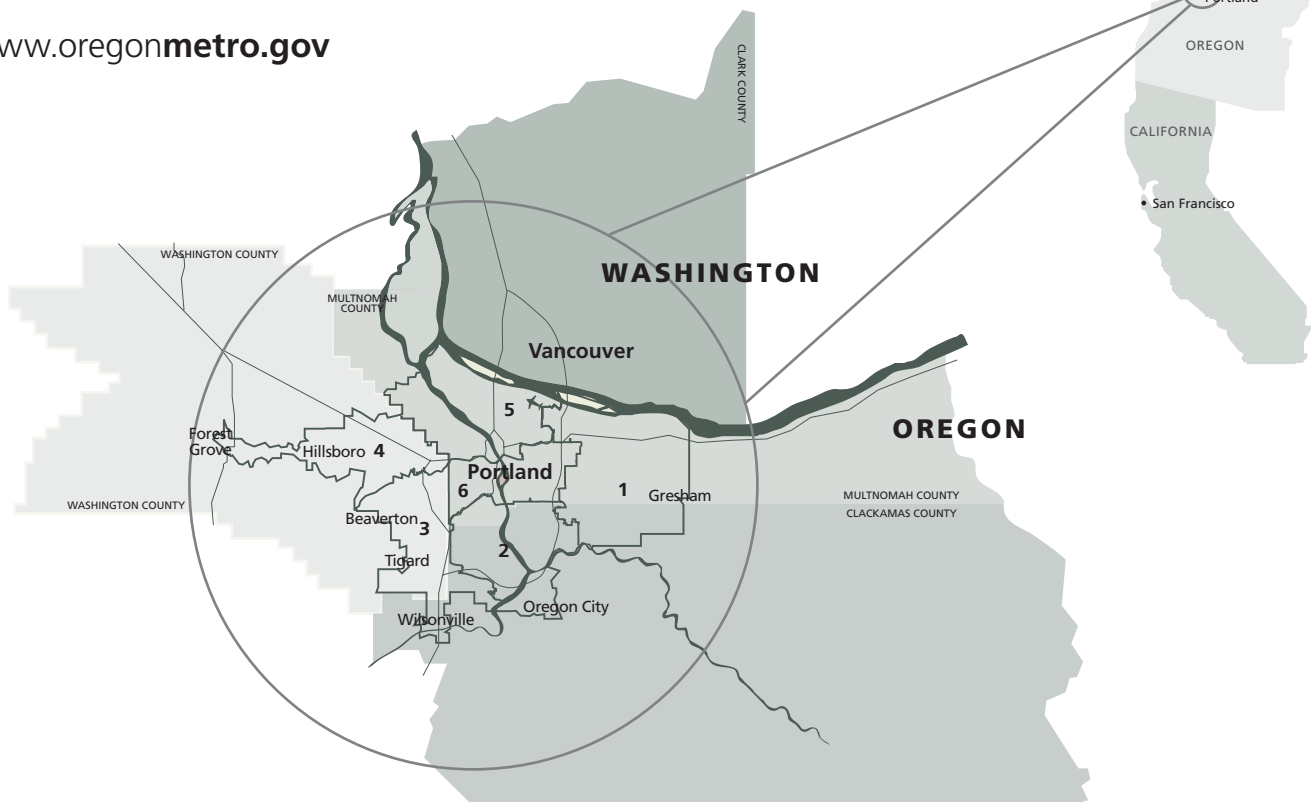 ww.oregonmetro.gov
Portland
OREGON
CLARK COUNTY
CALIFORNIA
San Francisco
WASHINGTON COUNTY
WASHINGTON
MULTNOMAH
COUNTY
Vancouver
5
OREGON
Forest
Grove
Hillsboro 4
Portland
6
1
Gresham
MULTNOMAH COUNTY
CLACKAMAS COUNTY
WASHINGTON COUNTY
Beaverton
3
2
Tigard
Oregon City
Wilsonville